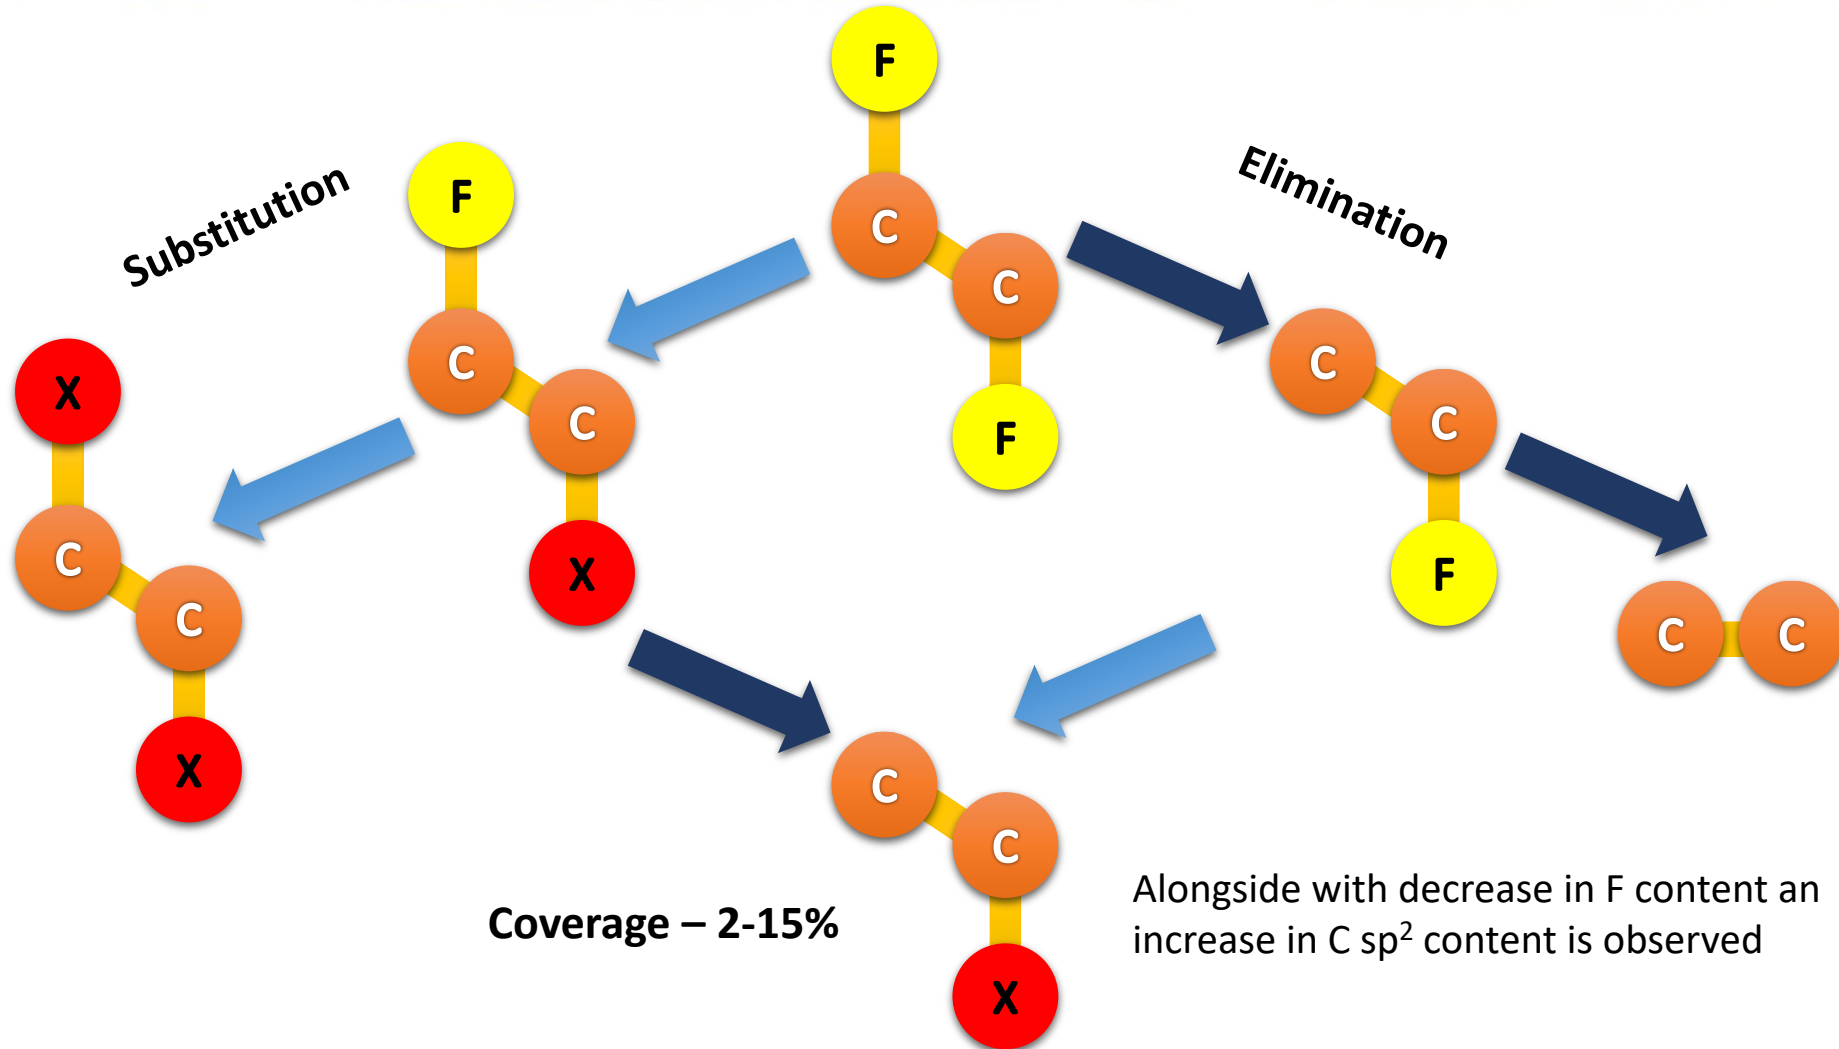 F
F
Substitution
Elimination
C
C
C
C
X
C
C
F
C
X
F
C
C
C
X
C
X
C
Coverage – 2-15%
Alongside with decrease in F content an
increase in C sp² content is observed
X